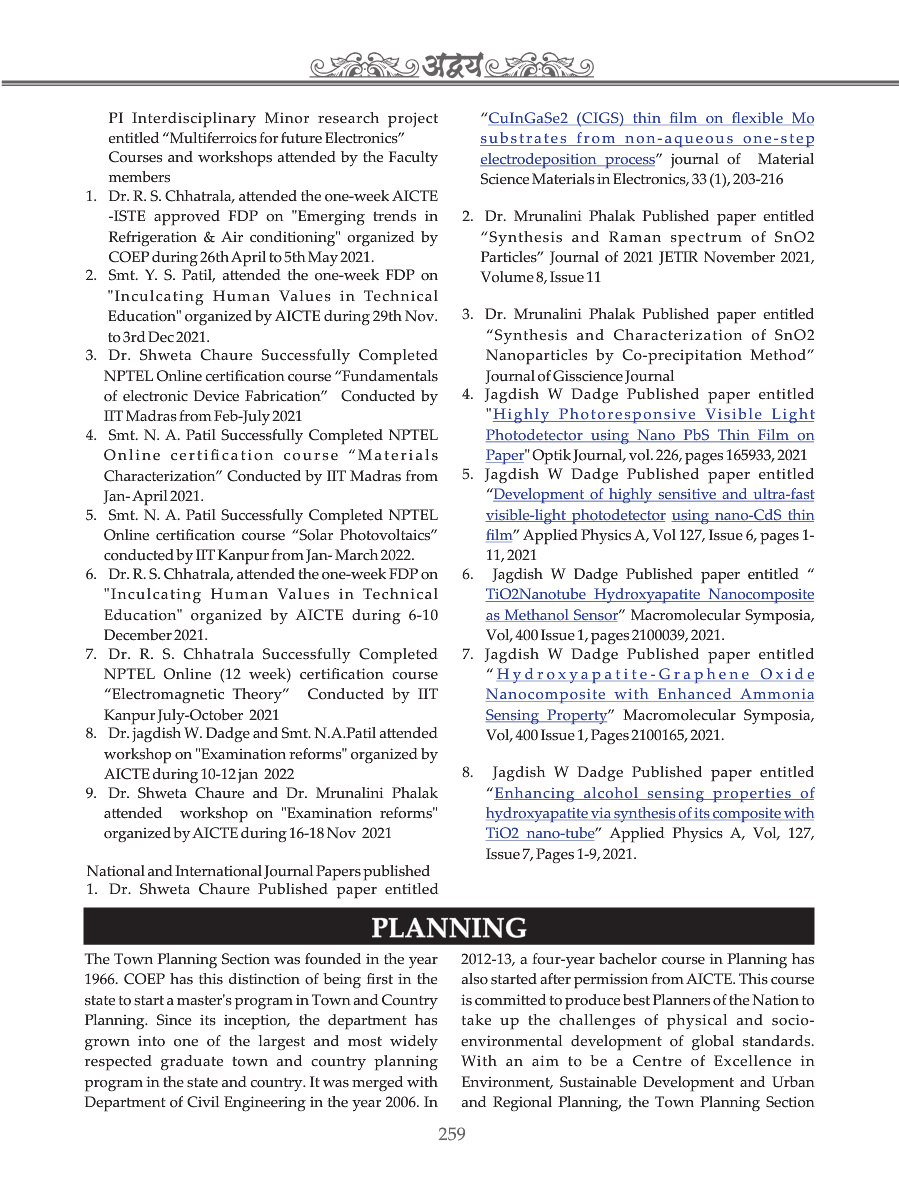 अद्वय
PI Interdisciplinary Minor research project
entitled “Multiferroics for future Electronics”
Courses and workshops attended by the Faculty
members
1. Dr. R. S. Chhatrala, attended the one-week AICTE
-ISTE approved FDP on "Emerging trends in
Refrigeration & Air conditioning" organized by
COEP during 26th April to 5th May 2021.
2. Smt. Y. S. Patil, attended the one-week FDP on
"Inculcating Human Values in Technical
Education" organized by AICTE during 29th Nov.
to 3rd Dec 2021.
3. Dr. Shweta Chaure Successfully Completed
NPTEL Online certification course “Fundamentals
of electronic Device Fabrication” Conducted by
IIT Madras from Feb-July 2021
4. Smt. N. A. Patil Successfully Completed NPTEL
Online certification course “Materials
Characterization” Conducted by IIT Madras from
Jan- April 2021.
5. Smt. N. A. Patil Successfully Completed NPTEL
Online certification course “Solar Photovoltaics”
conducted by IIT Kanpur from Jan- March 2022.
6. Dr. R. S. Chhatrala, attended the one-week FDP on
"Inculcating Human Values in Technical
Education" organized by AICTE during 6-10
December 2021.
7. Dr. R. S. Chhatrala Successfully Completed
NPTEL Online (12 week) certification course
“Electromagnetic Theory” Conducted by IIT
Kanpur July-October 2021
8. Dr. jagdish W. Dadge and Smt. N.A.Patil attended
workshop on "Examination reforms" organized by
AICTE during 10-12 jan 2022
9. Dr. Shweta Chaure and Dr. Mrunalini Phalak
attended workshop on "Examination reforms"
organized by AICTE during 16-18 Nov 2021
National and International Journal Papers published
1. Dr. Shweta Chaure Published paper entitled
“CuInGaSe2 (CIGS) thin film on flexible Mo
substrates from non-aqueous one-step
electrodeposition process” journal of Material
Science Materials in Electronics, 33 (1), 203-216
2. Dr. Mrunalini Phalak Published paper entitled
“Synthesis and Raman spectrum of SnO2
Particles” Journal of 2021 JETIR November 2021,
Volume 8, Issue 11
3. Dr. Mrunalini Phalak Published paper entitled
“Synthesis and Characterization of SnO2
Nanoparticles by Co-precipitation Method”
Journal of Gisscience Journal
4. Jagdish W Dadge Published paper entitled
"Highly Photoresponsive Visible Light
Photodetector using Nano PbS Thin Film on
Paper" Optik Journal, vol. 226, pages 165933, 2021
5. Jagdish W Dadge Published paper entitled
“Development of highly sensitive and ultra-fast
visible-light photodetector using nano-CdS thin
film” Applied Physics A, Vol 127, Issue 6, pages 1-
11, 2021
6. Jagdish W Dadge Published paper entitled “
TiO2Nanotube Hydroxyapatite Nanocomposite
as Methanol Sensor” Macromolecular Symposia,
Vol, 400 Issue 1, pages 2100039, 2021.
7. Jagdish W Dadge Published paper entitled
“Hydroxyapatite-Graphene Oxide
Nanocomposite with Enhanced Ammonia
Sensing Property” Macromolecular Symposia,
Vol, 400 Issue 1, Pages 2100165, 2021.
8. Jagdish W Dadge Published paper entitled
“Enhancing alcohol sensing properties of
hydroxyapatite via synthesis of its composite with
TiO2 nano-tube” Applied Physics A, Vol, 127,
Issue 7, Pages 1-9, 2021.
PLANNING
The Town Planning Section was founded in the year
1966. COEP has this distinction of being first in the
state to start a master's program in Town and Country
Planning. Since its inception, the department has
grown into one of the largest and most widely
respected graduate town and country planning
program in the state and country. It was merged with
Department of Civil Engineering in the year 2006. In
2012-13, a four-year bachelor course in Planning has
also started after permission from AICTE. This course
is committed to produce best Planners of the Nation to
take up the challenges of physical and socio-
environmental development of global standards.
With an aim to be a Centre of Excellence in
Environment, Sustainable Development and Urban
and Regional Planning, the Town Planning Section
259